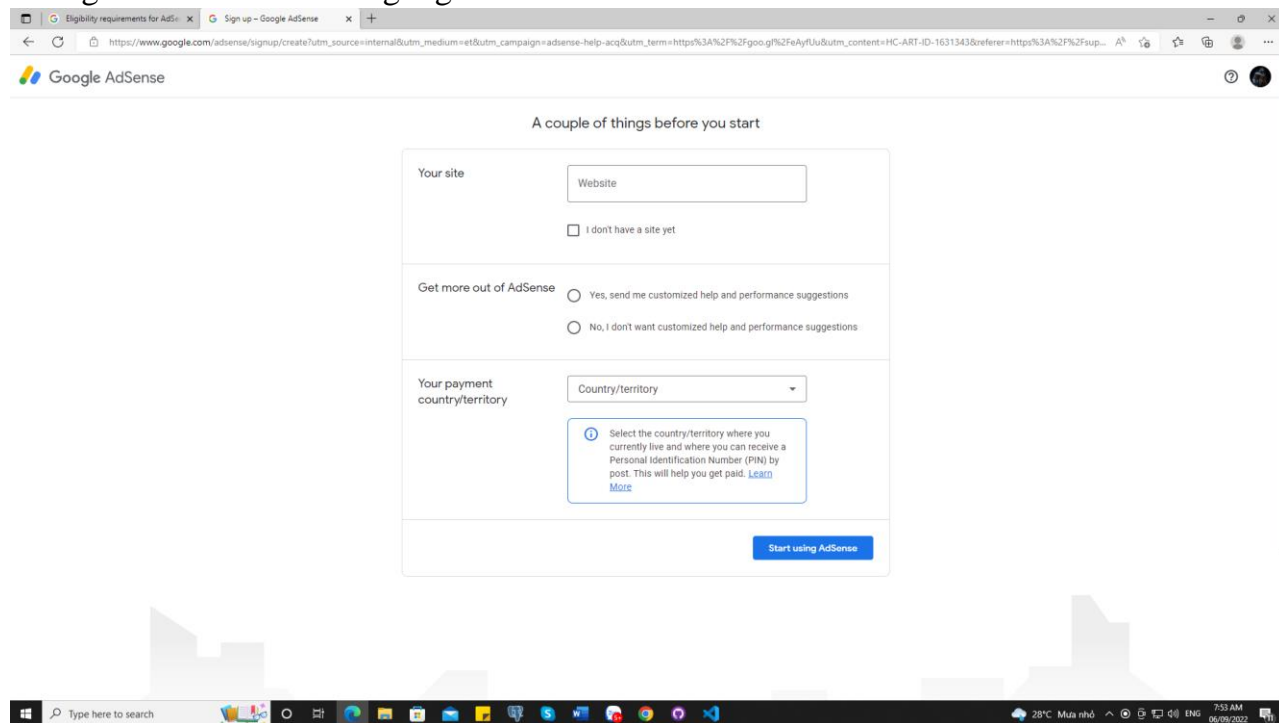 Eligibility requirements for AdSe
Sign up – Google AdSense
https://www.google.com/adsense/signup/create?utm_source=internal&utm_medium=et&utm_campaign=adsense-help-acq&utm_term=https%3A%2F%2Fgoo.gl%2FeAyfUu&utm_content=HC-ART-ID-1631343&referer=https%3A%2F%2Fsup...
Google AdSense
A couple of things before you start
Your site
Website
I don't have a site yet
Get more out of AdSense
Yes, send me customized help and performance suggestions
No, I don't want customized help and performance suggestions
Your payment
country/territory
Country/territory
Select the country/territory where you
currently live and where you can receive a
Personal Identification Number (PIN) by
post. This will help you get paid. Learn
More
Start using AdSense
Type here to search
28°C Mưa nhỏ
ENG
7:53 AM
06/09/2022